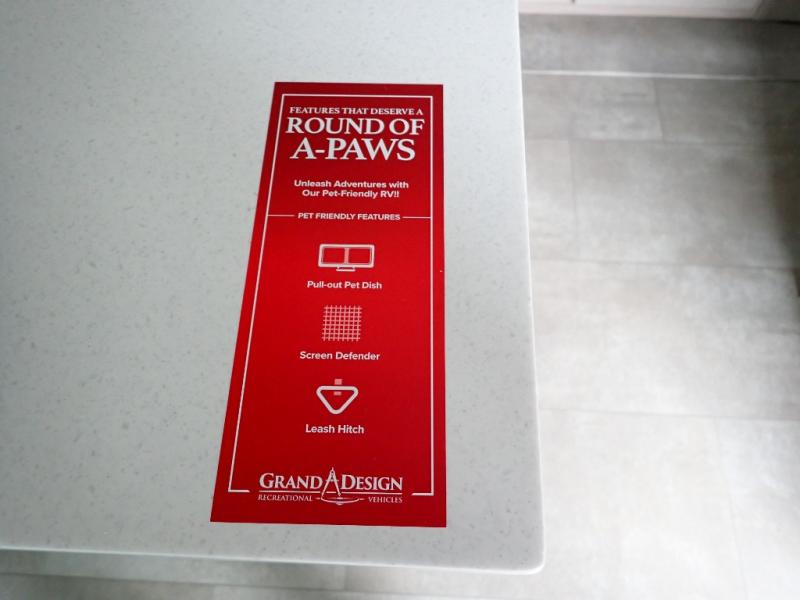 FEATURES THAT DESERVE A
ROUND OF
A-PAWS
Unleash Adventures with
Our Pet-Friendly RV!!
PET FRIENDLY FEATURES
Pull-out Pet Dish
Screen Defender
Leash Hitch
GRAND DESIGN
RECREATIONAL VEHICLES